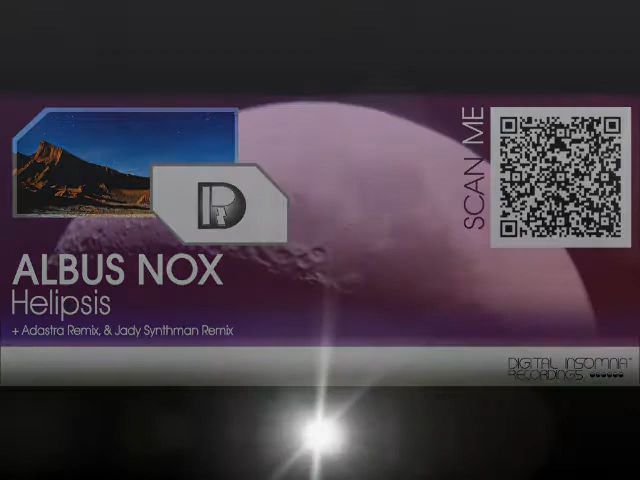 SCAN ME
ALBUS NOX
Helipsis
+ Adastra Remix, & Jady Synthman Remix
DIGITAL INSOMNIA
RECORDINGS